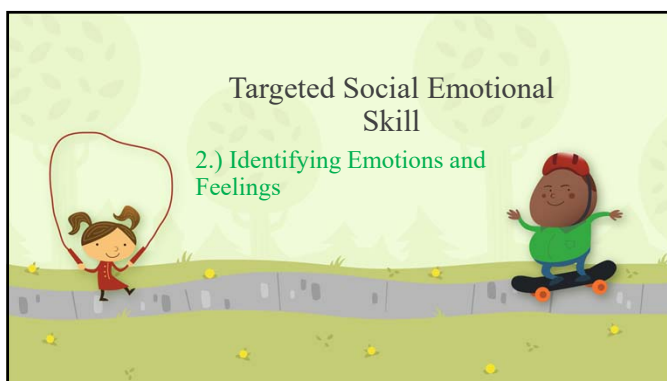 Targeted Social Emotional
Skill
2.) Identifying Emotions and
Feelings